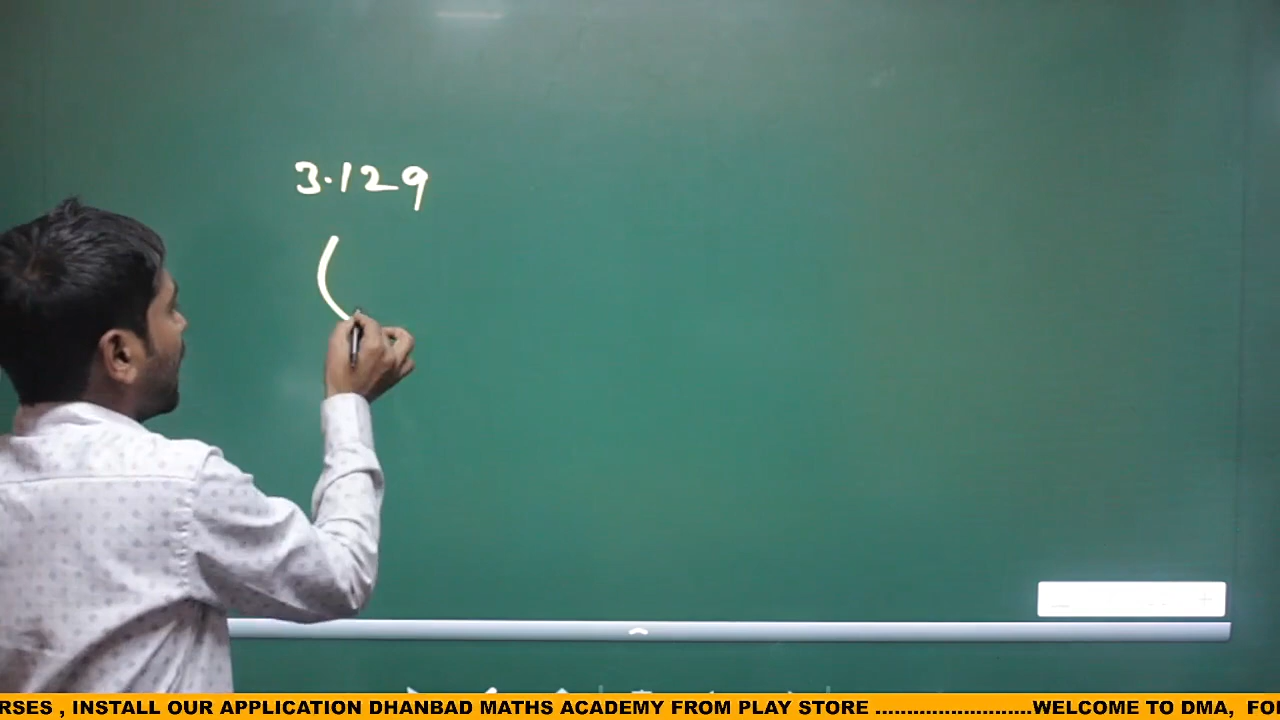 3.129
(
RSES , INSTALL OUR APPLICATION DHANBAD MATHS ACADEMY FROM PLAY STORE .........................WELCOME TO DMA, FO